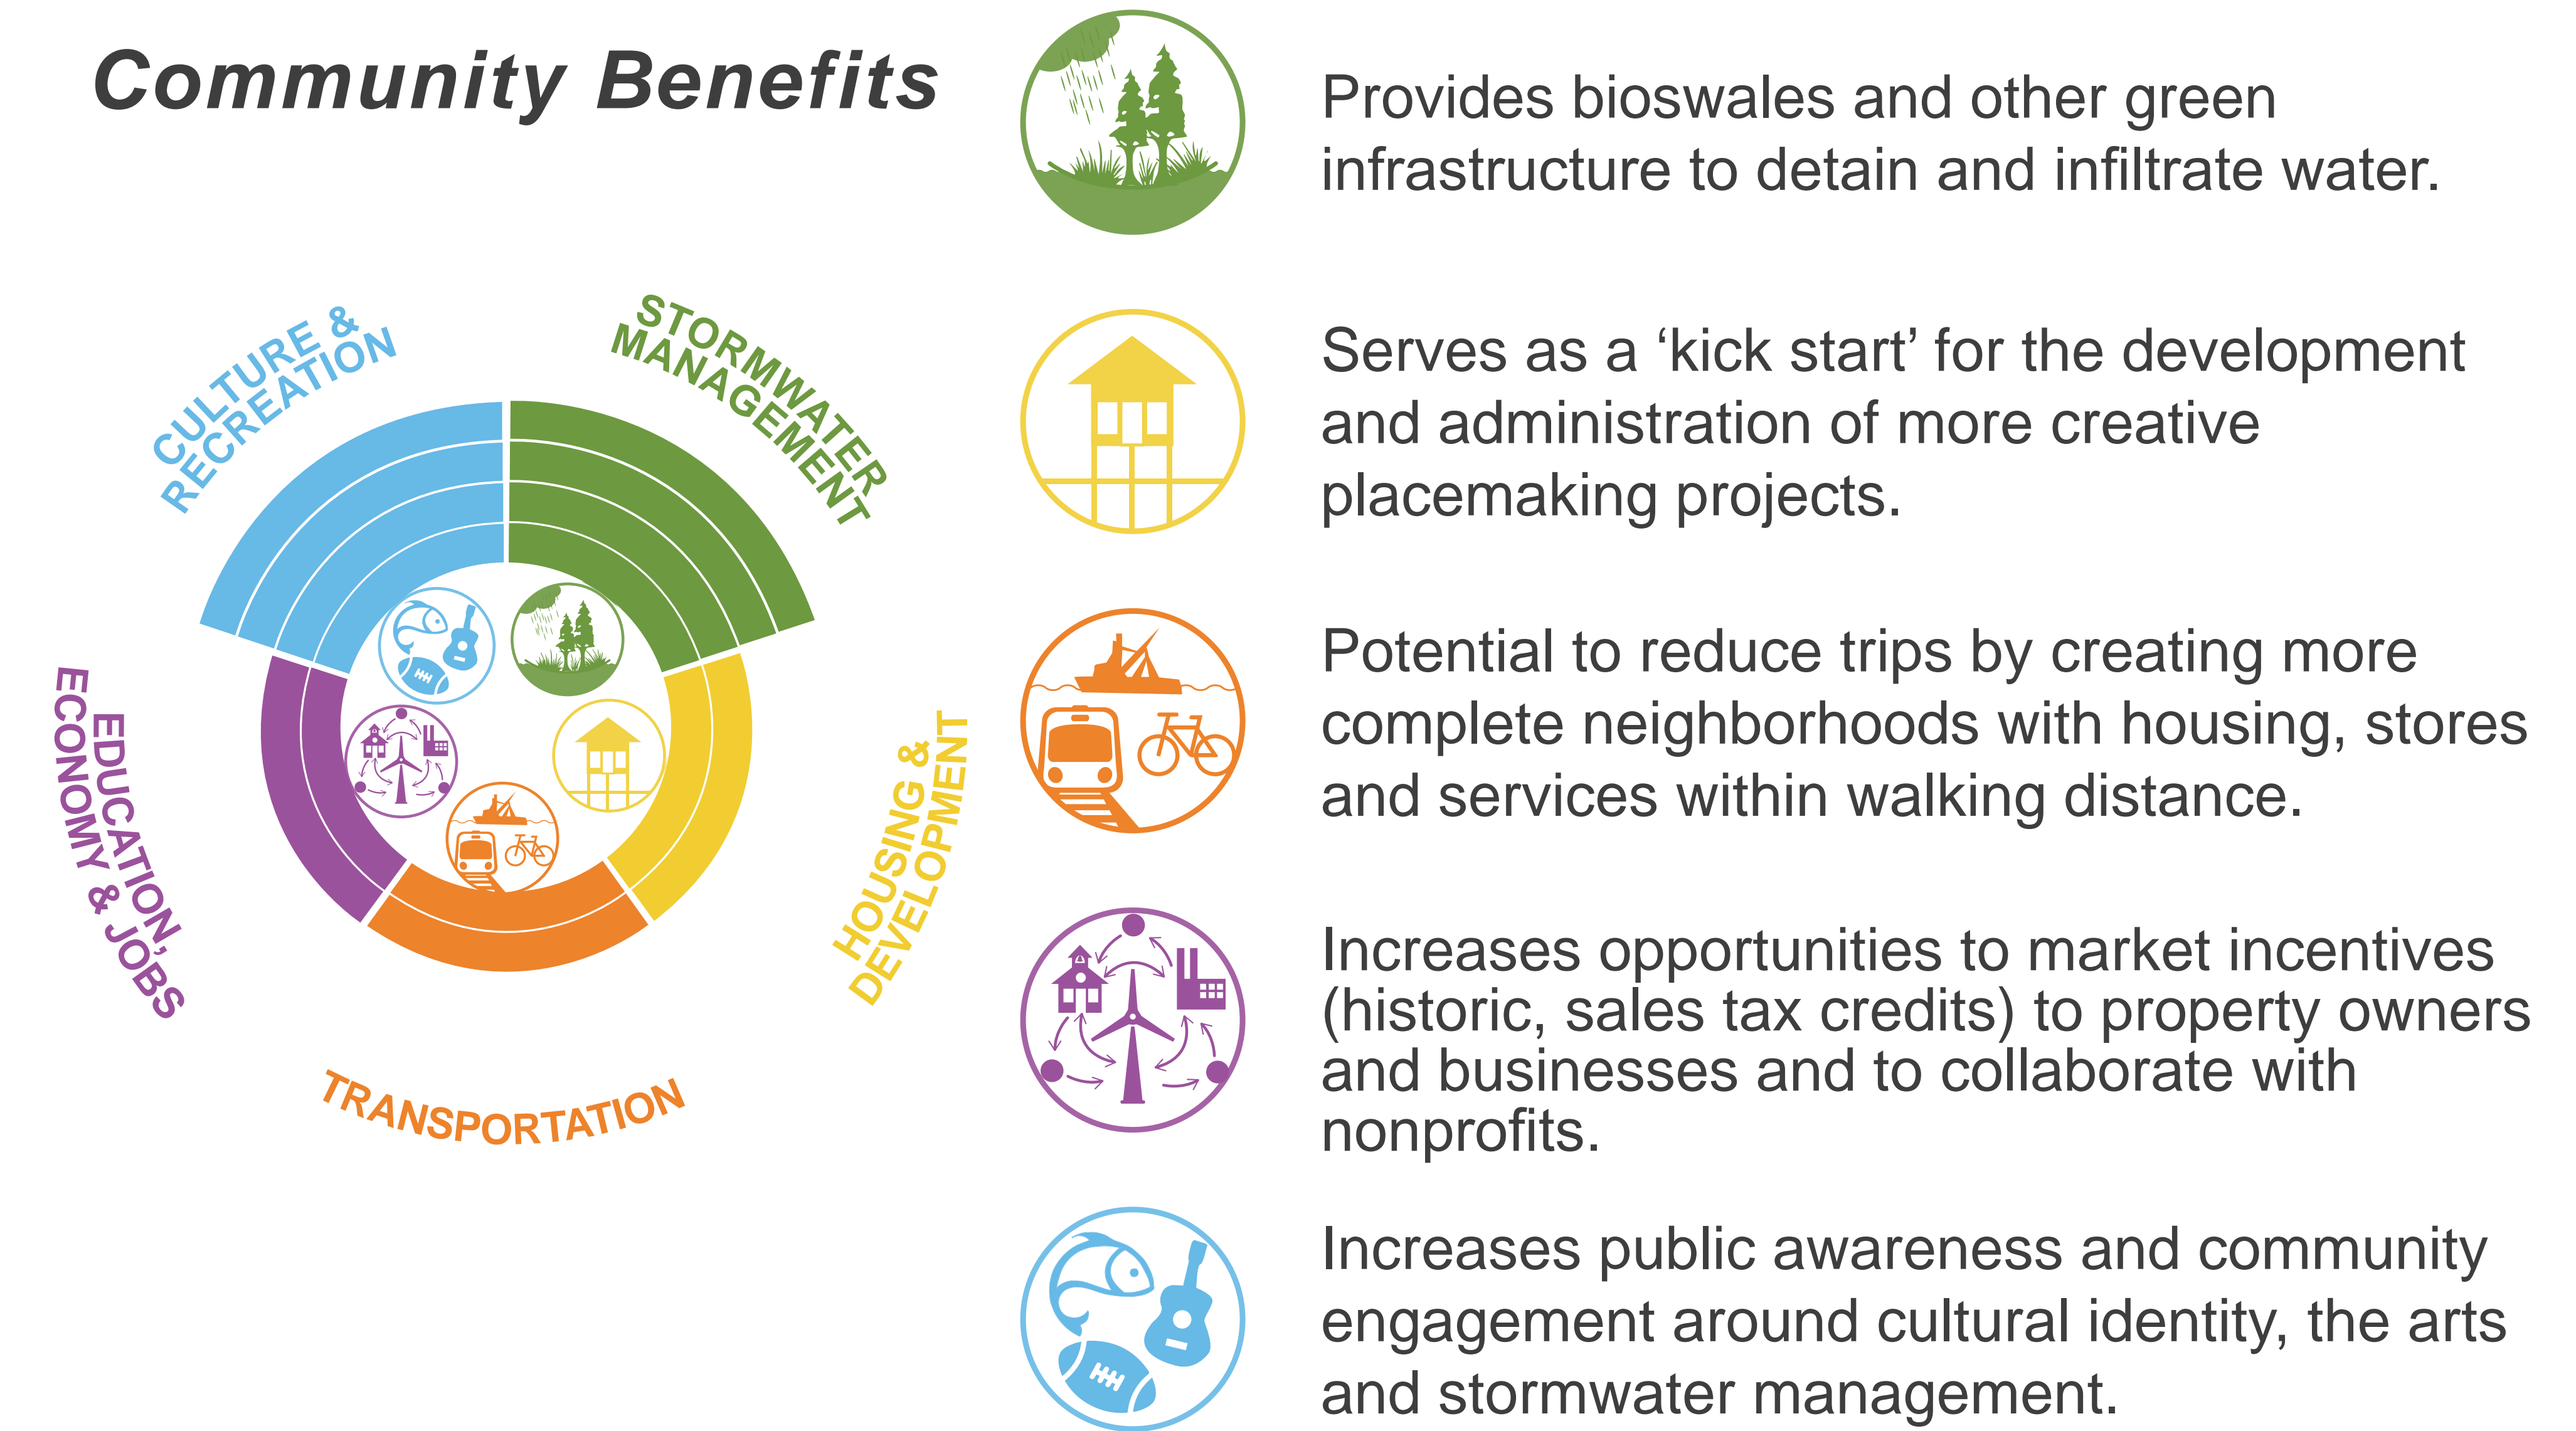 Community Benefits
CULTURE &
RECREATION
STORMWATER
MANAGEMENT
EDUCATION,
ECONOMY & JOBS
HOUSING &
DEVELOPMENT
TRANSPORTATION
Provides bioswales and other green
infrastructure to detain and infiltrate water.
Serves as a ‘kick start’ for the development
and administration of more creative
placemaking projects.
Potential to reduce trips by creating more
complete neighborhoods with housing, stores
and services within walking distance.
Increases opportunities to market incentives
(historic, sales tax credits) to property owners
and businesses and to collaborate with
nonprofits.
Increases public awareness and community
engagement around cultural identity, the arts
and stormwater management.